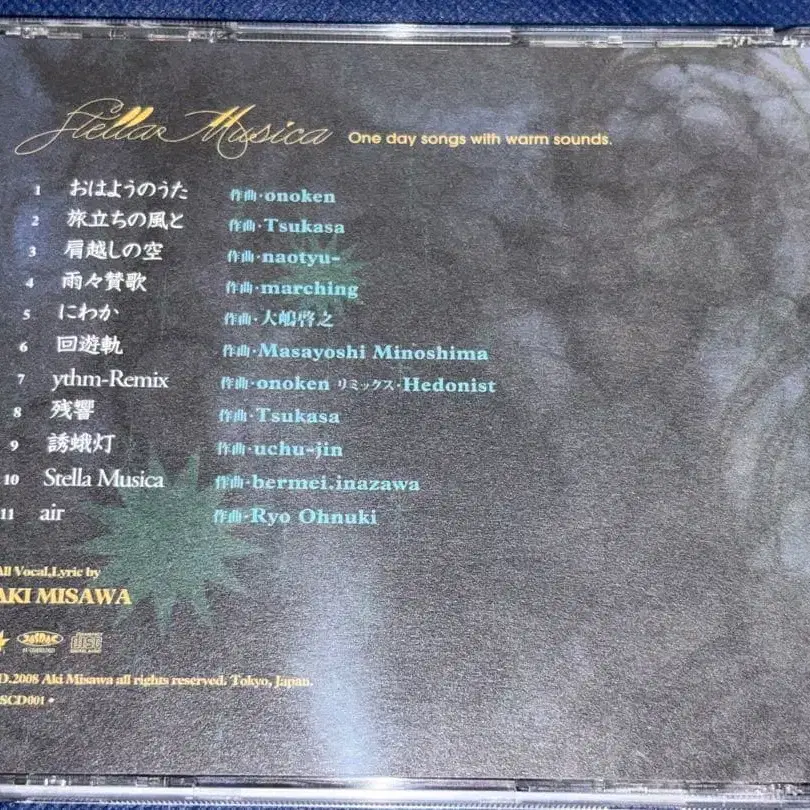 Stella Musica One day songs with warm sounds.
1 おはようのうた 作曲・onoken
2 旅立ちの風と 作曲・Tsukasa
3 肩越しの空 作曲・naotyu-
4 雨々賛歌 作曲・marching
5 にわか 作曲・大嶋啓之
6 回遊軌 作曲・Masayoshi Minoshima
7 ythm-Remix 作曲・onoken リミックス・Hedonist
8 残響 作曲・Tsukasa
9 誘蛾灯 作曲・uchu-jin
10 Stella Musica 作曲・bermei.inazawa
11 air 作曲・Ryo Ohnuki
All Vocal,Lyric by
AKI MISAWA
disc
D.2008 Aki Misawa all rights reserved. Tokyo, Japan.
SCD001